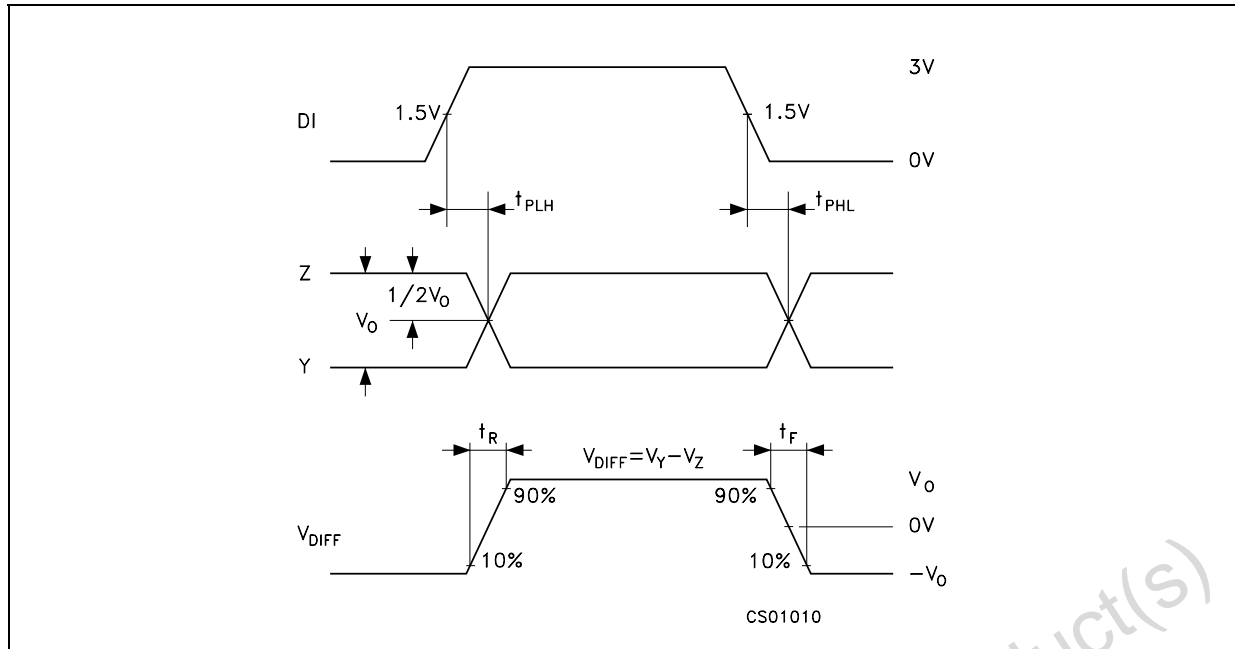 3V
1.5V
1.5V
DI
0V
tPLH
tPHL
Z
1/2VO
VO
Y
tR
tF
VDIFF=VY−VZ
VO
90%
90%
0V
VDIFF
10%
10%
−VO
CS01010